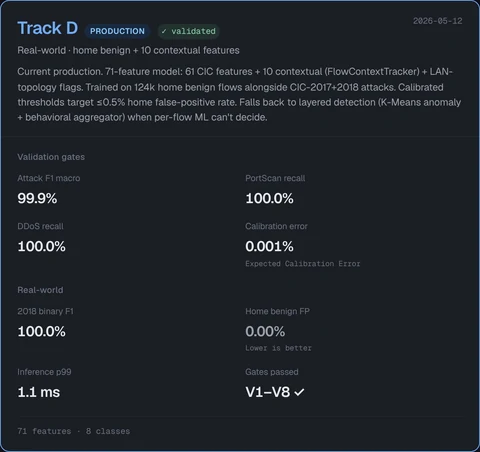 Track D PRODUCTION ✓ validated 2026-05-12
Real-world · home benign + 10 contextual features
Current production. 71-feature model: 61 CIC features + 10 contextual (FlowContextTracker) + LAN-
topology flags. Trained on 124k home benign flows alongside CIC-2017+2018 attacks. Calibrated
thresholds target ≤0.5% home false-positive rate. Falls back to layered detection (K-Means anomaly
+ behavioral aggregator) when per-flow ML can't decide.
Validation gates
Attack F1 macro PortScan recall
99.9% 100.0%
DDoS recall Calibration error
100.0% 0.001%
Expected Calibration Error
Real-world
2018 binary F1 Home benign FP
100.0% 0.00%
Lower is better
Inference p99 Gates passed
1.1 ms V1–V8 ✓
71 features · 8 classes